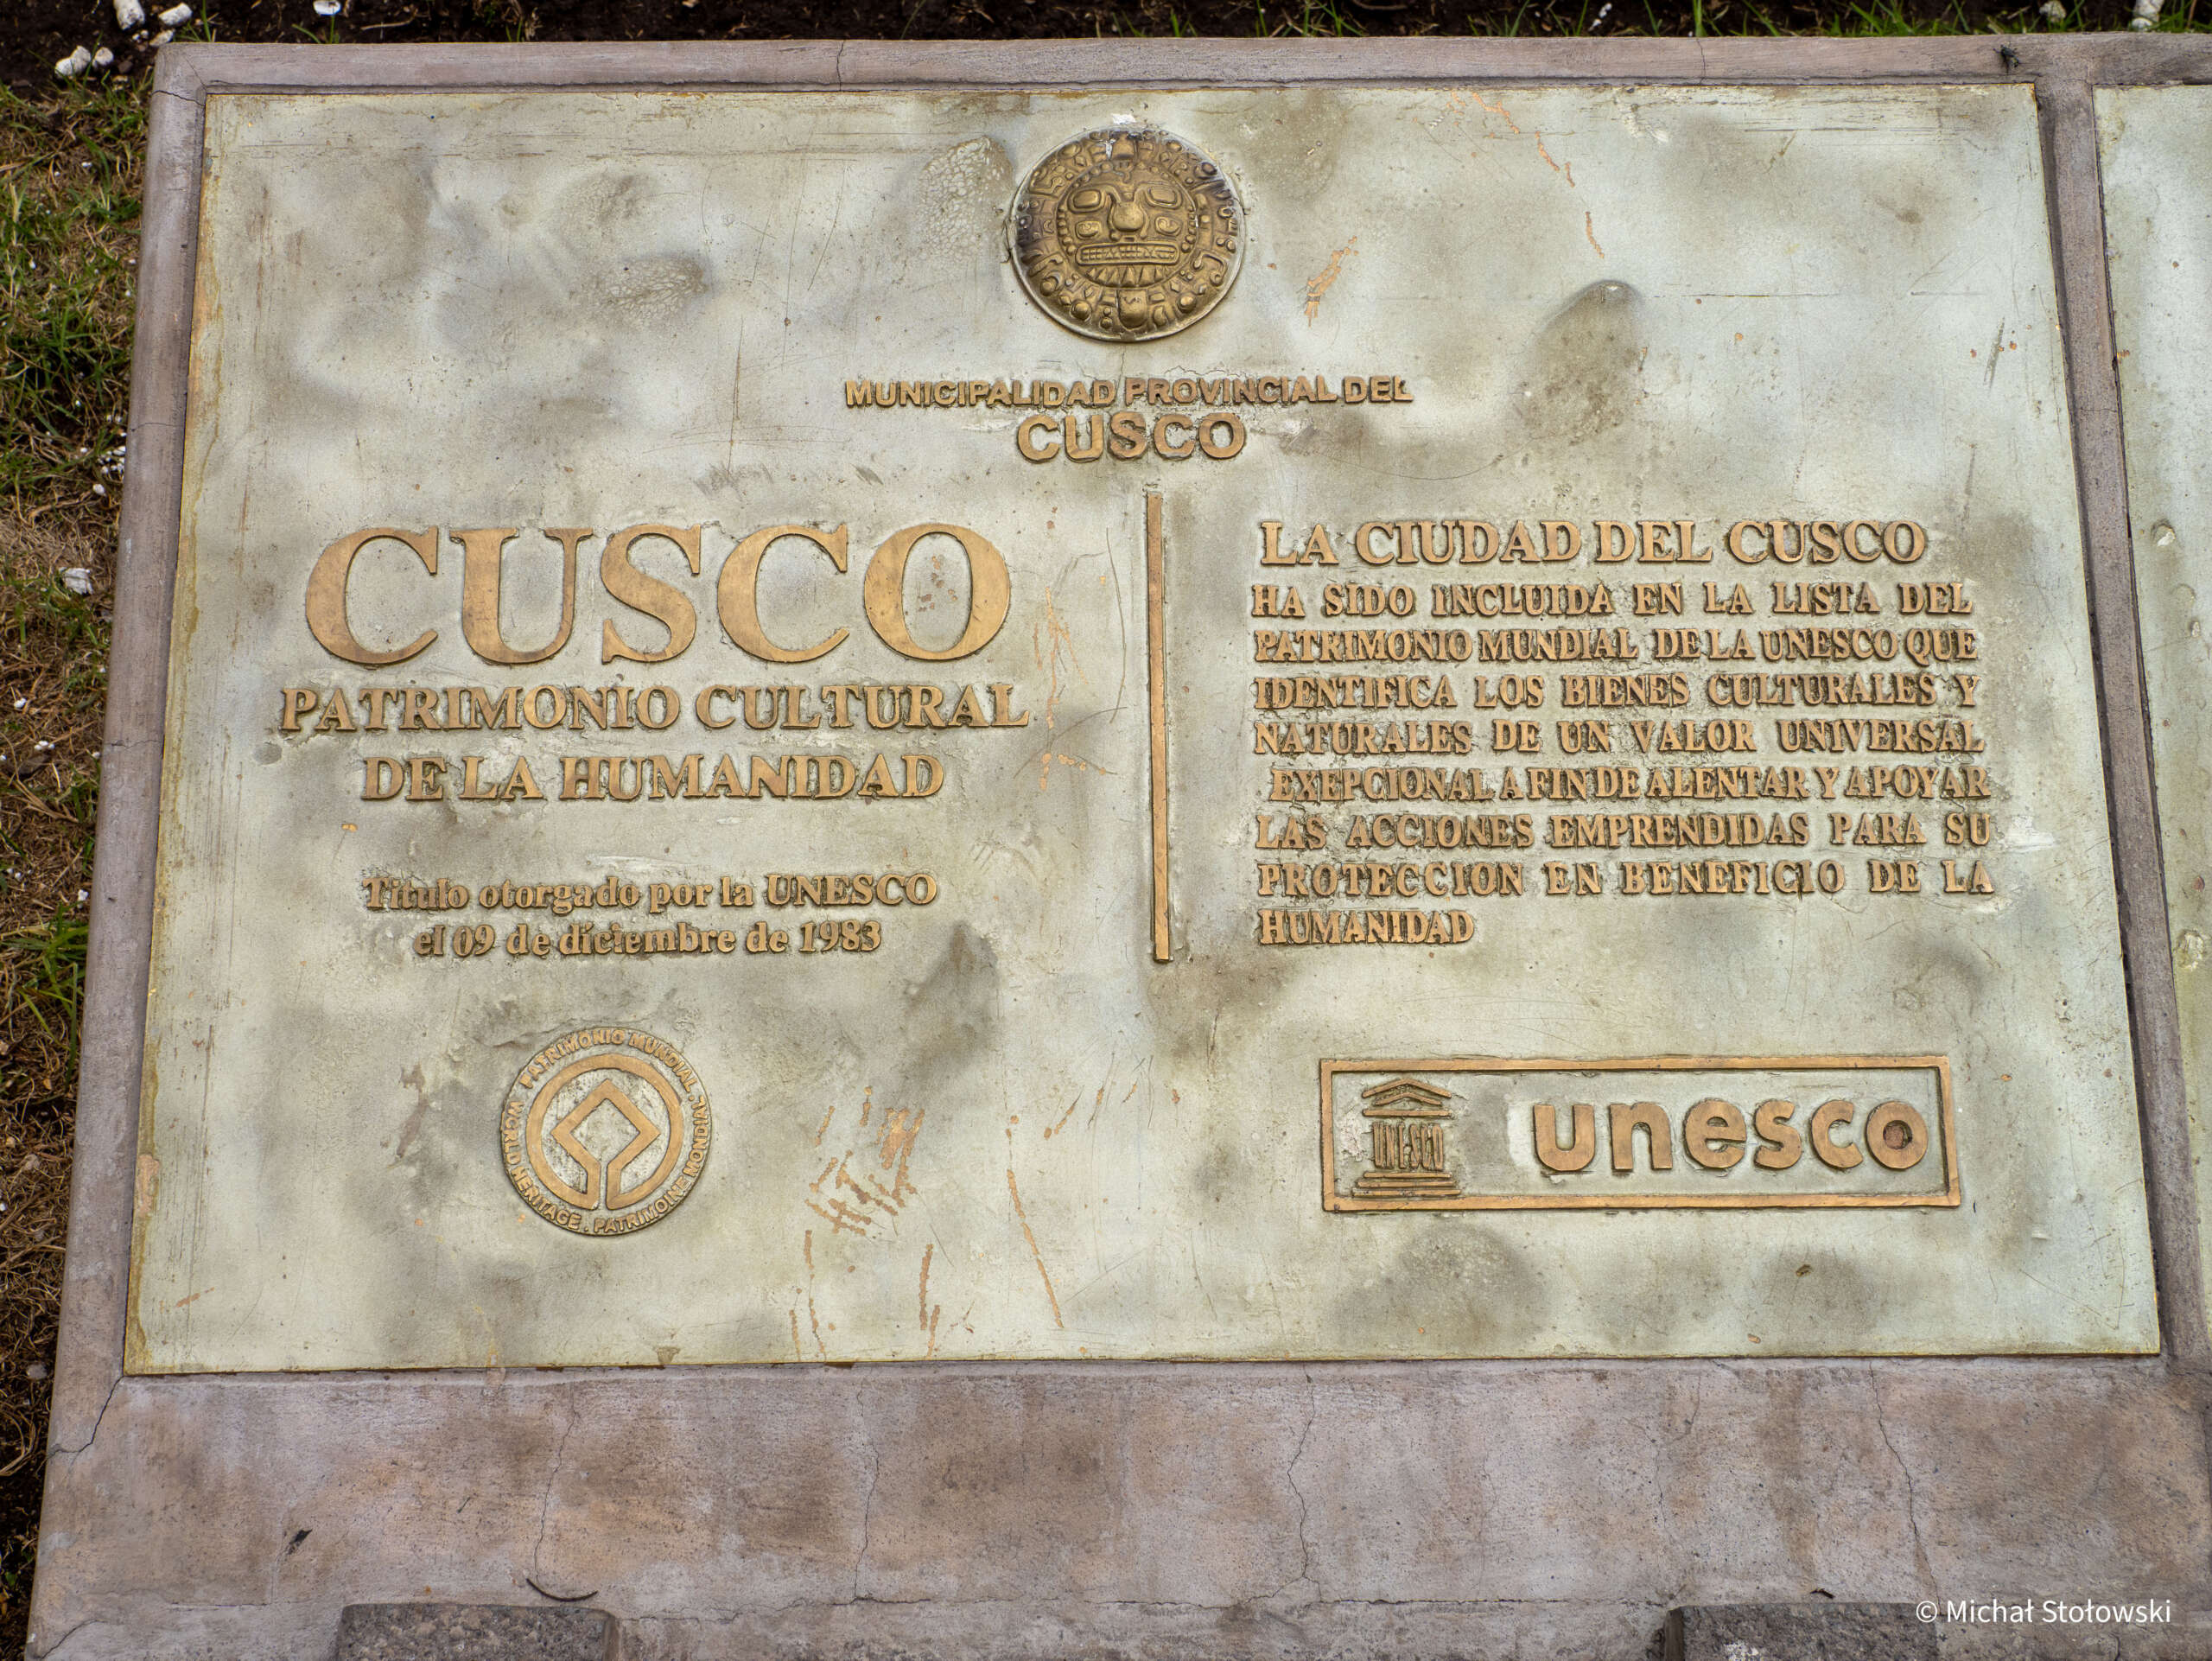 MUNICIPALIDAD PROVINCIAL DEL
CUSCO
CUSCO
PATRIMONIO CULTURAL
DE LA HUMANIDAD
Titulo otorgado por la UNESCO
el 09 de diciembre de 1983
PATRIMONIO MUNDIAL
WORLD HERITAGE . PATRIMOINE MONDIAL
LA CIUDAD DEL CUSCO
HA SIDO INCLUIDA EN LA LISTA DEL
PATRIMONIO MUNDIAL DE LA UNESCO QUE
IDENTIFICA LOS BIENES CULTURALES Y
NATURALES DE UN VALOR UNIVERSAL
EXEPCIONAL A FIN DE ALENTAR Y APOYAR
LAS ACCIONES EMPRENDIDAS PARA SU
PROTECCION EN BENEFICIO DE LA
HUMANIDAD
UNESCO
unesco
© Michał Stołowski